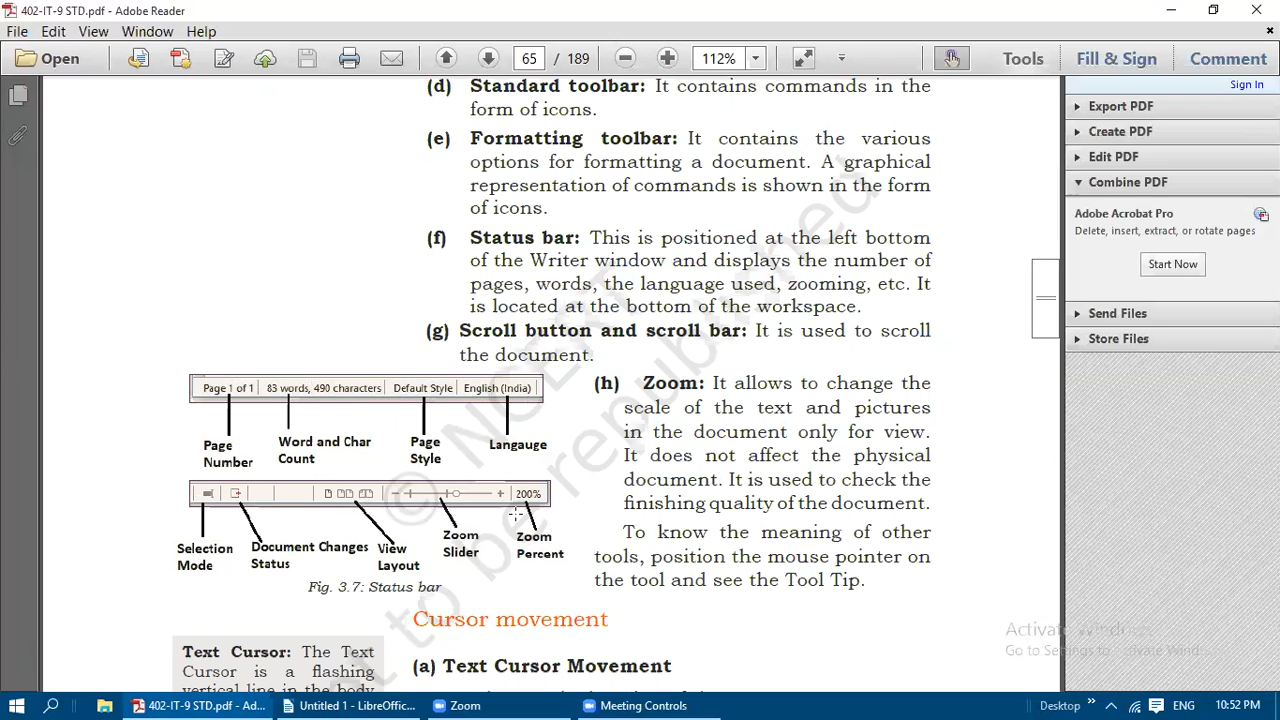 402-IT-9 STD.pdf - Adobe Reader
File Edit View Window Help
Open 65 / 189 112% Tools Fill & Sign Comment
Sign In
Export PDF
Create PDF
Edit PDF
Combine PDF
Adobe Acrobat Pro
Delete, insert, extract, or rotate pages
Start Now
Send Files
Store Files
(d) Standard toolbar: It contains commands in the
form of icons.
(e) Formatting toolbar: It contains the various
options for formatting a document. A graphical
representation of commands is shown in the form
of icons.
(f) Status bar: This is positioned at the left bottom
of the Writer window and displays the number of
pages, words, the language used, zooming, etc. It
is located at the bottom of the workspace.
(g) Scroll button and scroll bar: It is used to scroll
the document.
Page 1 of 1 83 words, 490 characters Default Style English (India)
Page
Number
Word and Char
Count
Page
Style
Langauge
200%
Selection
Mode
Document Changes
Status
View
Layout
Zoom
Slider
Zoom
Percent
Fig. 3.7: Status bar
(h) Zoom: It allows to change the
scale of the text and pictures
in the document only for view.
It does not affect the physical
document. It is used to check the
finishing quality of the document.
To know the meaning of other
tools, position the mouse pointer on
the tool and see the Tool Tip.
Cursor movement
Text Cursor: The Text
Cursor is a flashing
vertical line in the body
(a) Text Cursor Movement
© NCERT
not to be republished
Activate Windows
Go to Settings to activate Windows.
402-IT-9 STD.pdf - Ad... Untitled 1 - LibreOffic... Zoom Meeting Controls Desktop ENG 10:52 PM